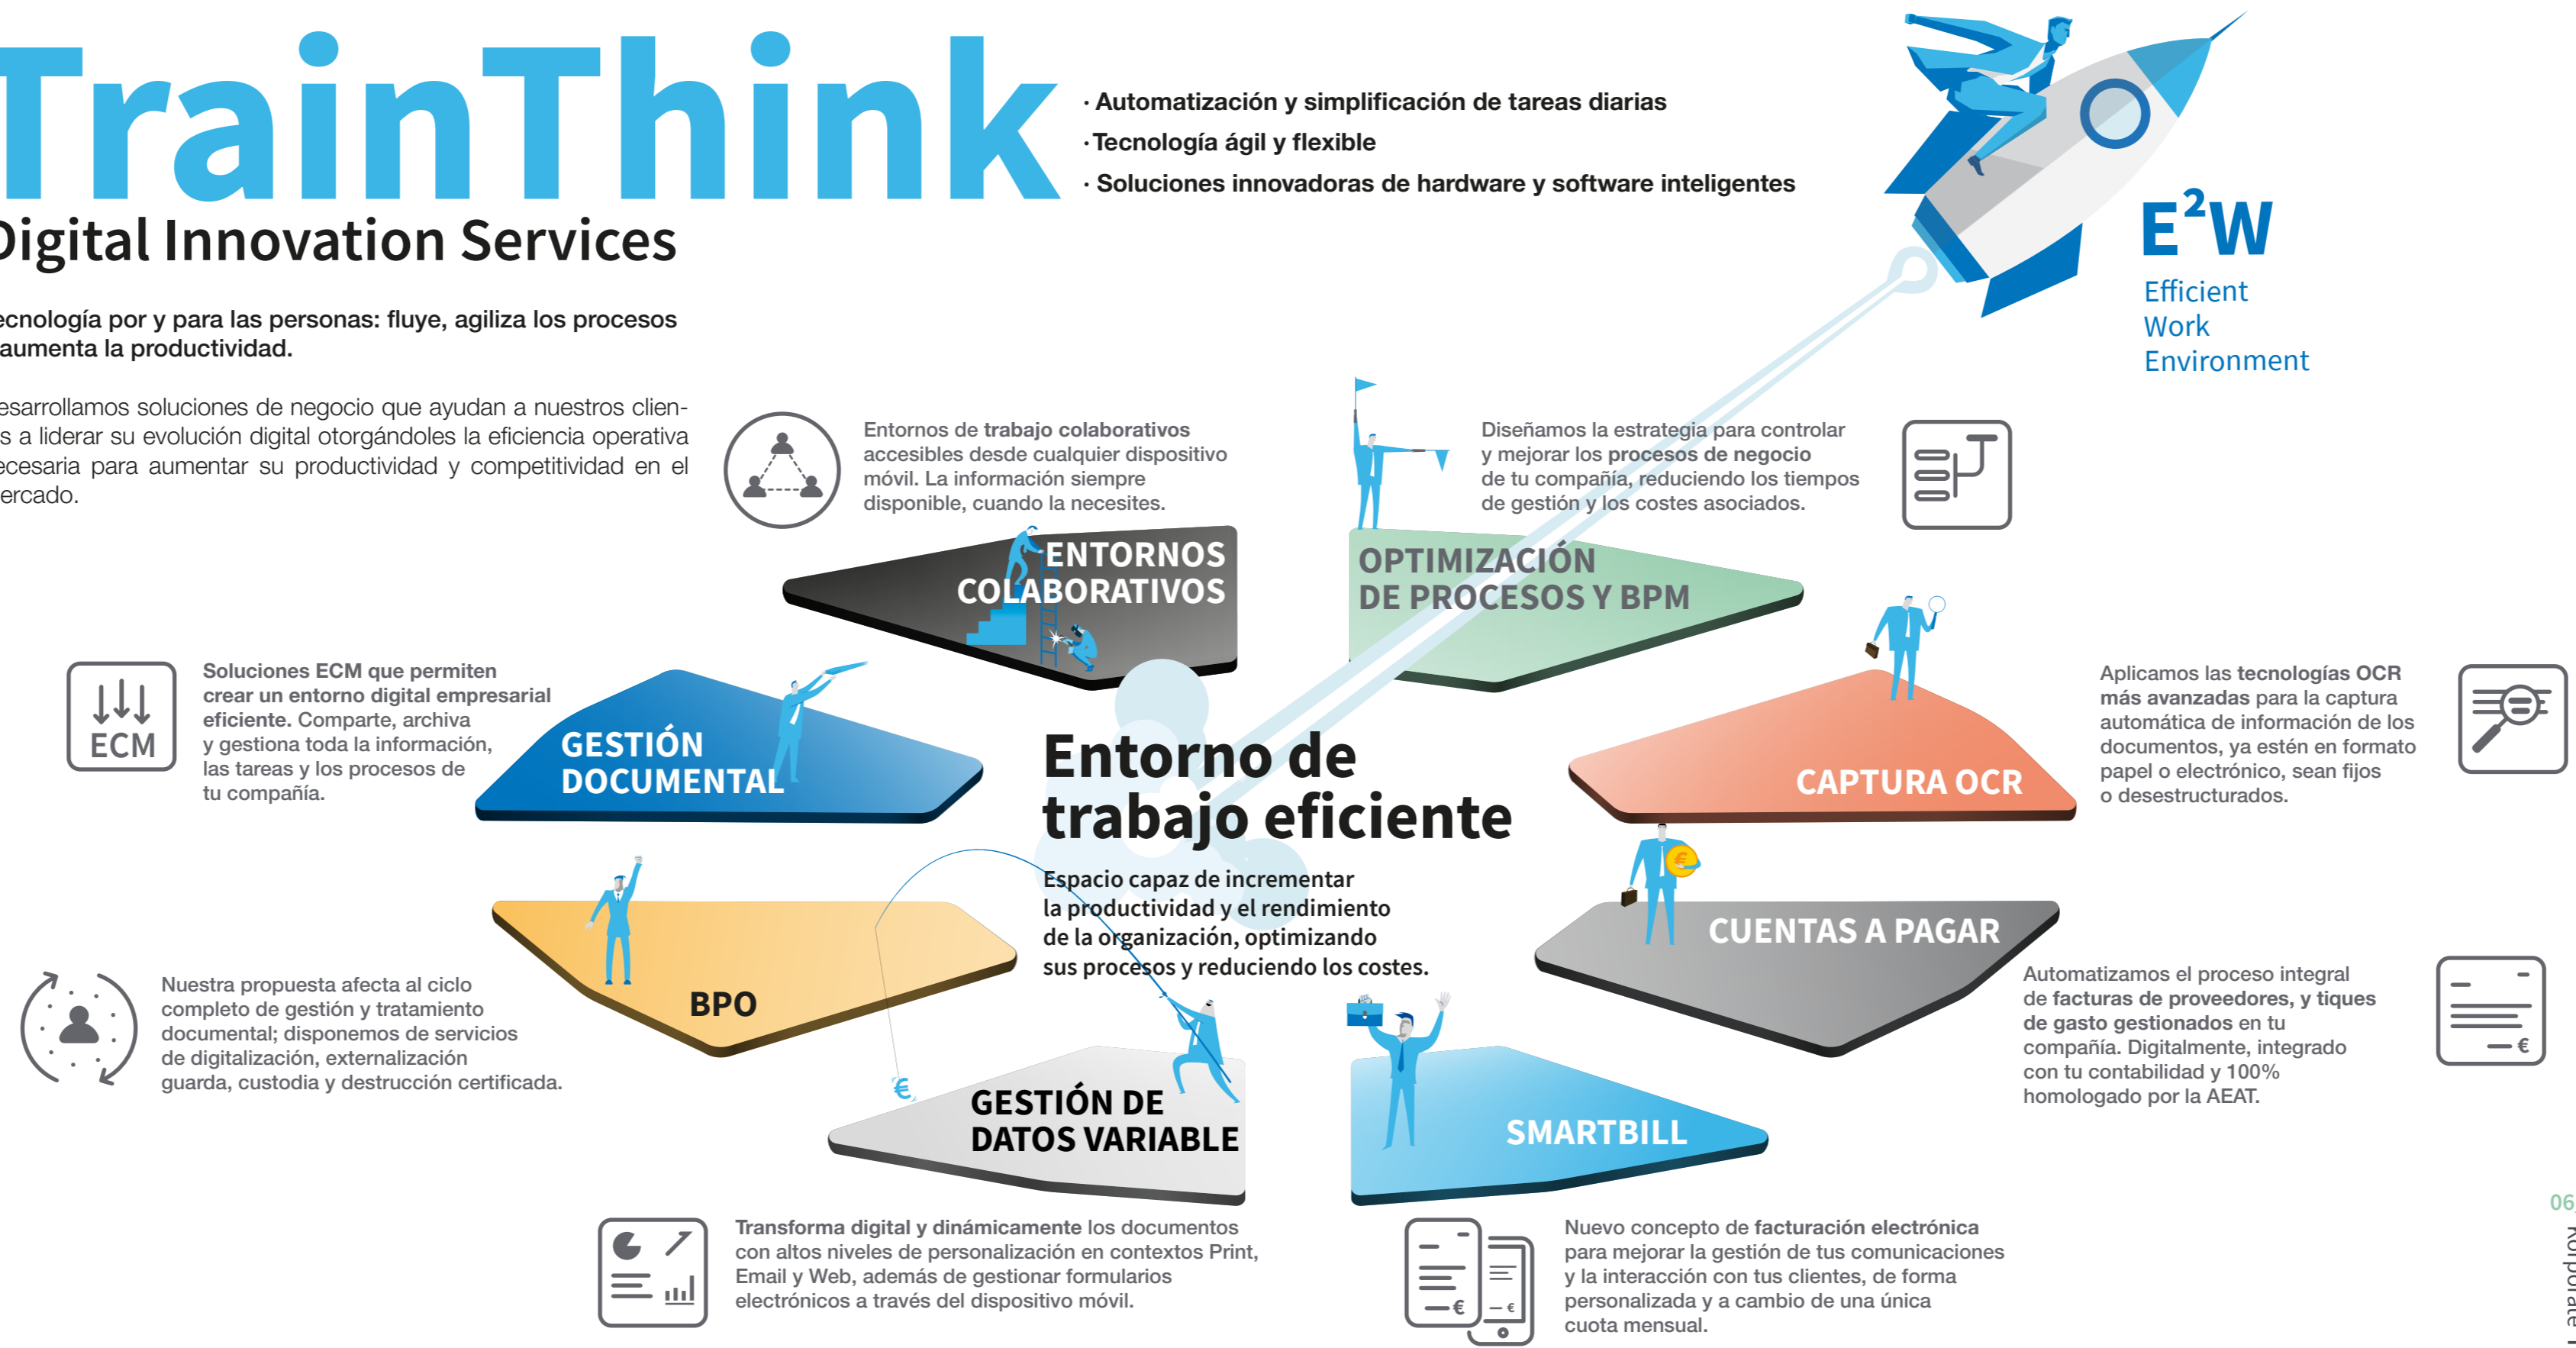 TrainThink
Digital Innovation Services
· Automatización y simplificación de tareas diarias
· Tecnología ágil y flexible
· Soluciones innovadoras de hardware y software inteligentes
E²W
Efficient
Work
Environment
ecnología por y para las personas: fluye, agiliza los procesos
aumenta la productividad.
esarrollamos soluciones de negocio que ayudan a nuestros clien-
s a liderar su evolución digital otorgándoles la eficiencia operativa
ecesaria para aumentar su productividad y competitividad en el
ercado.
Entornos de trabajo colaborativos
accesibles desde cualquier dispositivo
móvil. La información siempre
disponible, cuando la necesites.
Diseñamos la estrategia para controlar
y mejorar los procesos de negocio
de tu compañía, reduciendo los tiempos
de gestión y los costes asociados.
ENTORNOS
COLABORATIVOS
OPTIMIZACIÓN
DE PROCESOS Y BPM
ECM
Soluciones ECM que permiten
crear un entorno digital empresarial
eficiente. Comparte, archiva
y gestiona toda la información,
las tareas y los procesos de
tu compañía.
GESTIÓN
DOCUMENTAL
Entorno de
trabajo eficiente
Espacio capaz de incrementar
la productividad y el rendimiento
de la organización, optimizando
sus procesos y reduciendo los costes.
CAPTURA OCR
Aplicamos las tecnologías OCR
más avanzadas para la captura
automática de información de los
documentos, ya estén en formato
papel o electrónico, sean fijos
o desestructurados.
€
CUENTAS A PAGAR
Automatizamos el proceso integral
de facturas de proveedores, y tiques
de gasto gestionados en tu
compañía. Digitalmente, integrado
con tu contabilidad y 100%
homologado por la AEAT.
€
BPO
Nuestra propuesta afecta al ciclo
completo de gestión y tratamiento
documental; disponemos de servicios
de digitalización, externalización
guarda, custodia y destrucción certificada.
€
GESTIÓN DE
DATOS VARIABLE
SMARTBILL
Transforma digital y dinámicamente los documentos
con altos niveles de personalización en contextos Print,
Email y Web, además de gestionar formularios
electrónicos a través del dispositivo móvil.
€
€
Nuevo concepto de facturación electrónica
para mejorar la gestión de tus comunicaciones
y la interacción con tus clientes, de forma
personalizada y a cambio de una única
cuota mensual.
06
Korporate